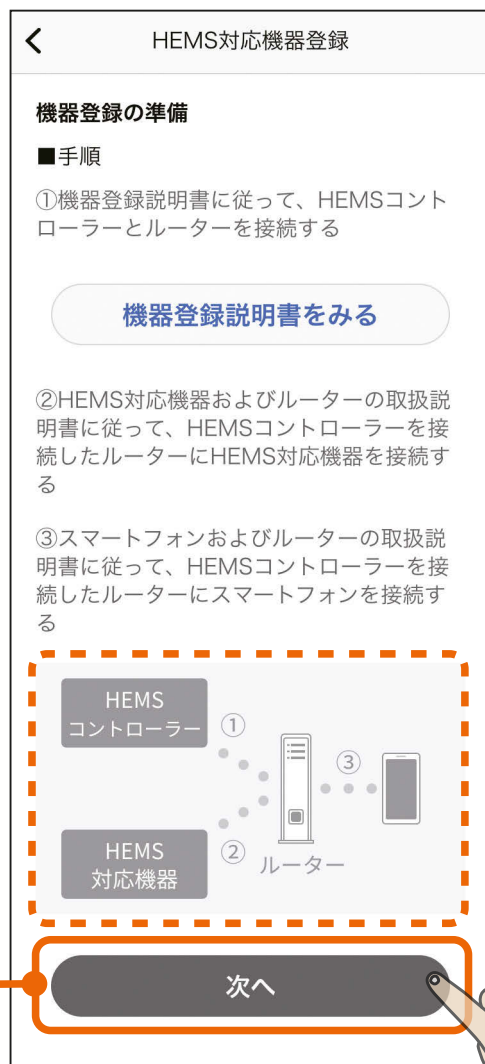 HEMS対応機器登録
機器登録の準備
■手順
①機器登録説明書に従って、HEMSコント
ローラーとルーターを接続する
機器登録説明書をみる
②HEMS対応機器およびルーターの取扱説
明書に従って、HEMSコントローラーを接
続したルーターにHEMS対応機器を接続す
る
③スマートフォンおよびルーターの取扱説
明書に従って、HEMSコントローラーを接
続したルーターにスマートフォンを接続す
る
HEMS
コントローラー
①
③
HEMS
対応機器
②
ルーター
次へ